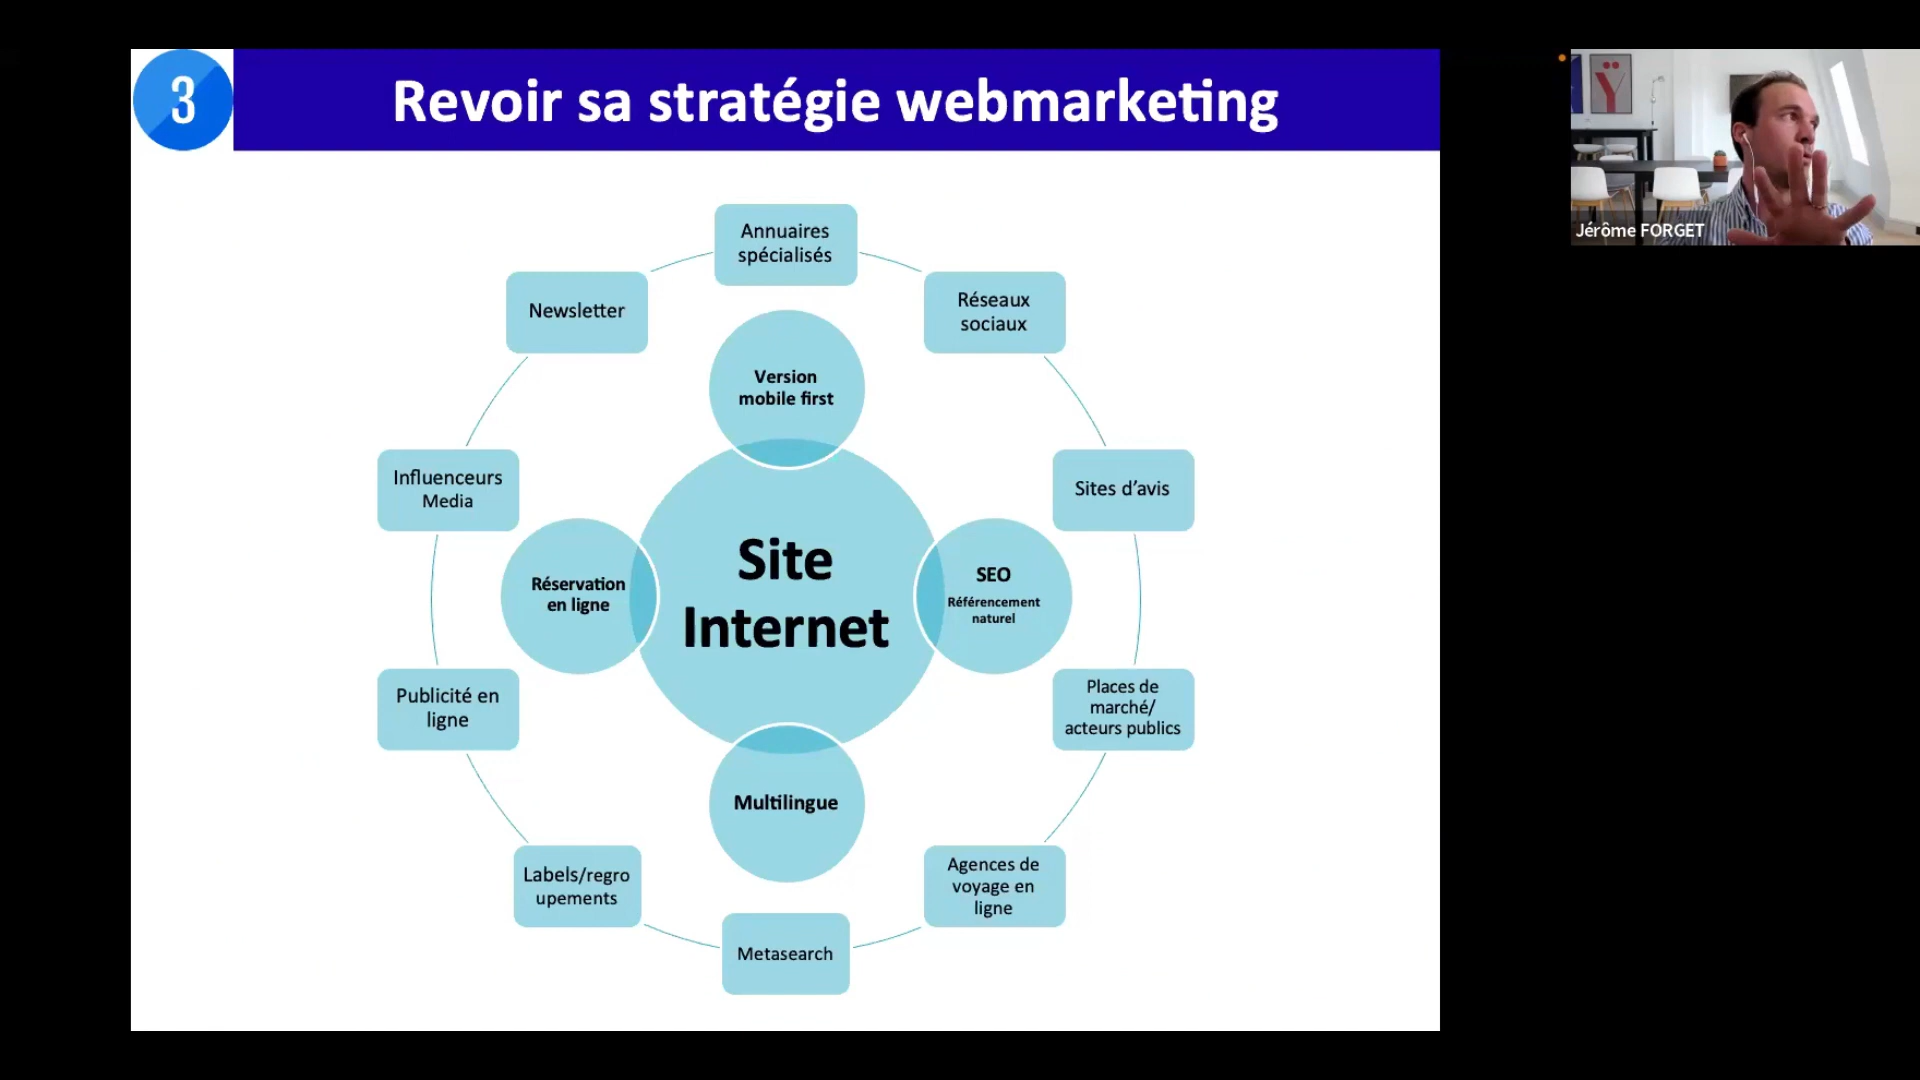 3
Revoir sa stratégie webmarketing
Jérôme FORGET
Annuaires
spécialisés
Newsletter
Réseaux
sociaux
Version
mobile first
Influenceurs
Media
Sites d’avis
Réservation
en ligne
Site
Internet
SEO
Référencement
naturel
Publicité en
ligne
Places de
marché/
acteurs publics
Multilingue
Labels/regro
upements
Agences de
voyage en
ligne
Metasearch